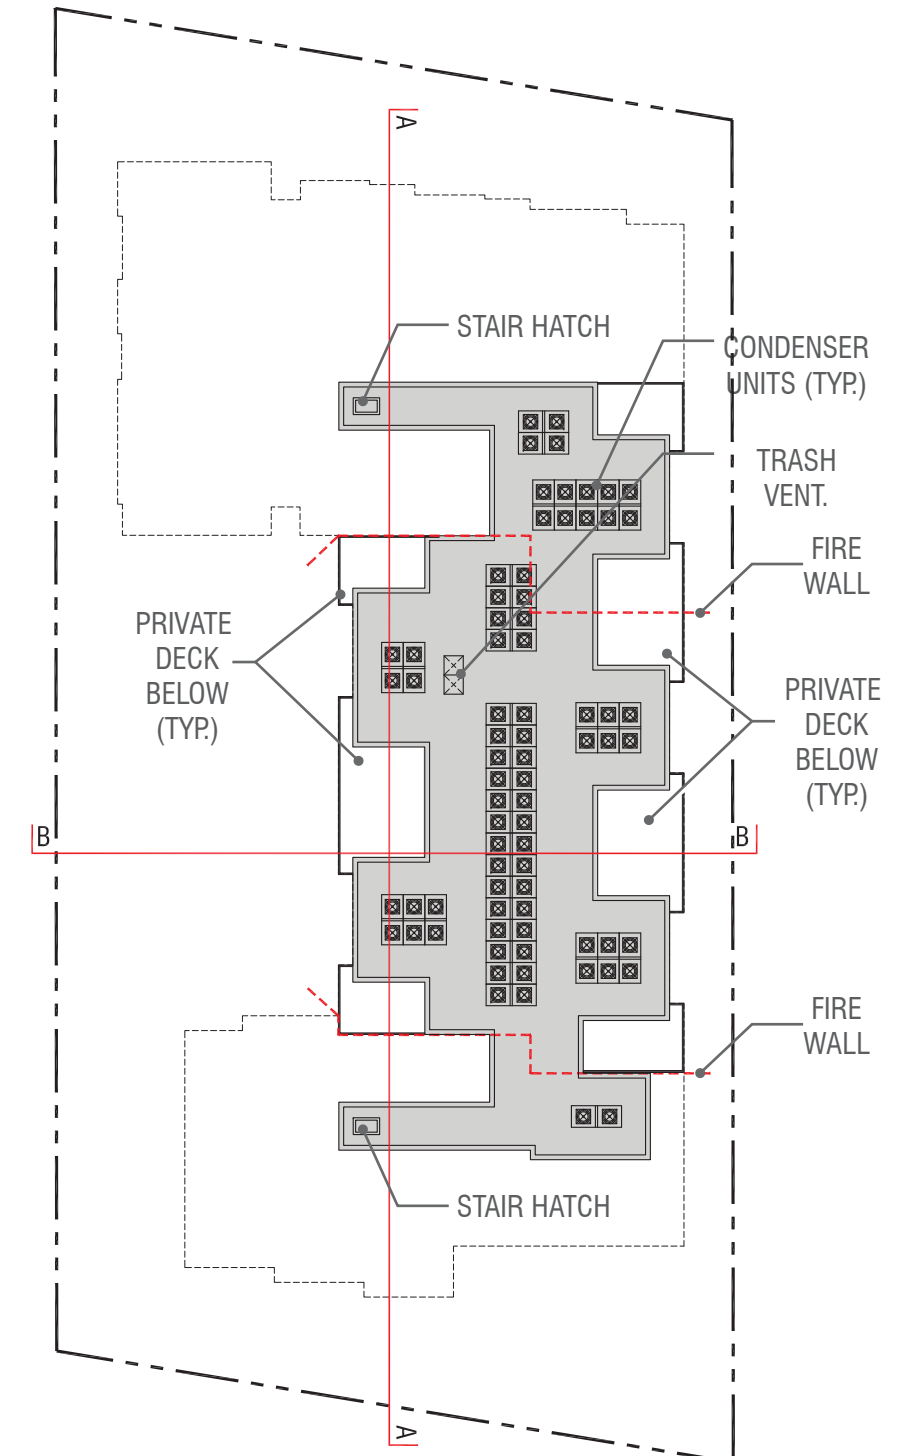 A
STAIR HATCH
CONDENSER
UNITS (TYP.)
TRASH
VENT.
FIRE
WALL
PRIVATE
DECK
BELOW
(TYP.)
PRIVATE
DECK
BELOW
(TYP.)
B
B
FIRE
WALL
STAIR HATCH
A